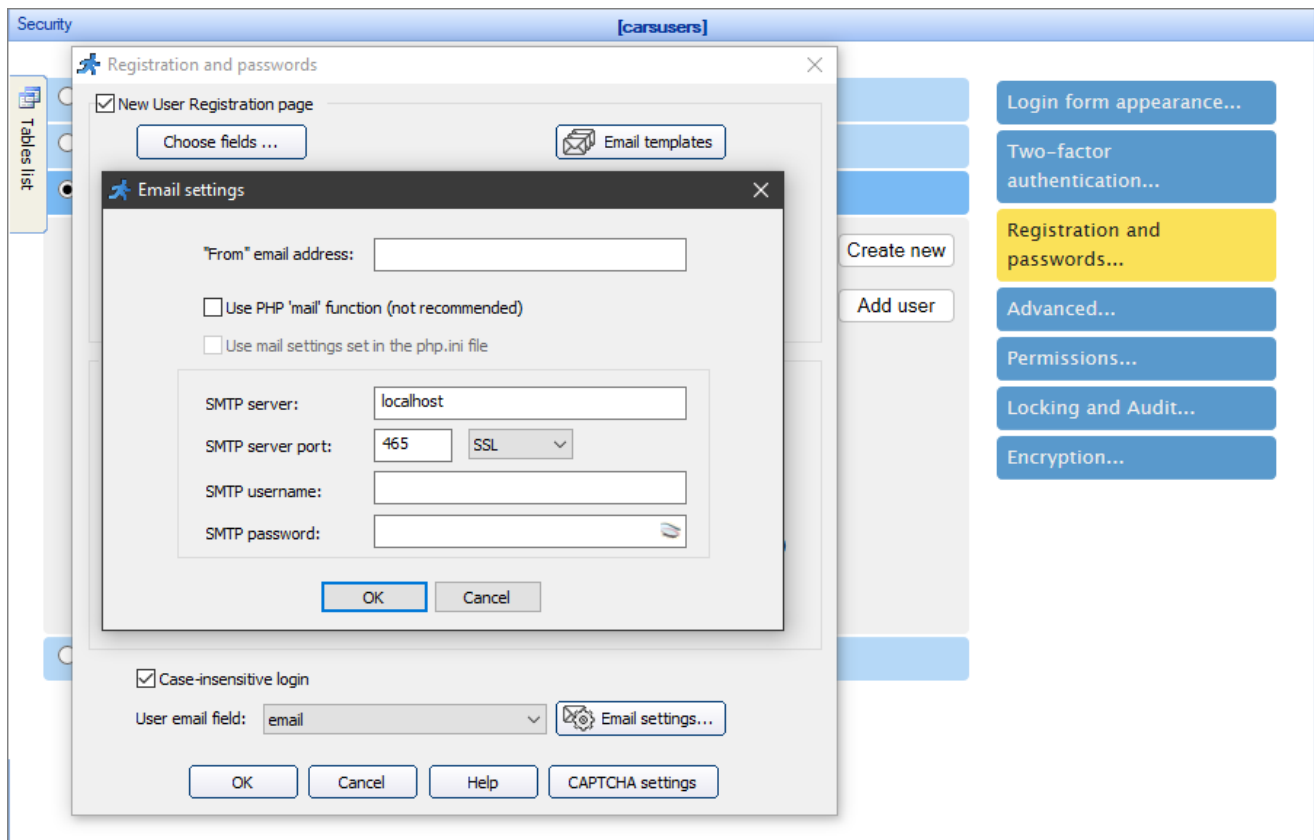 Security
[carsusers]
Tables list
Registration and passwords
New User Registration page
Choose fields ...
Email templates
Email settings
"From" email address:
Use PHP 'mail' function (not recommended)
Use mail settings set in the php.ini file
SMTP server:
localhost
SMTP server port:
465
SSL
SMTP username:
SMTP password:
OK
Cancel
Case-insensitive login
User email field:
email
Email settings...
OK
Cancel
Help
CAPTCHA settings
Create new
Add user
Login form appearance...
Two-factor
authentication...
Registration and
passwords...
Advanced...
Permissions...
Locking and Audit...
Encryption...